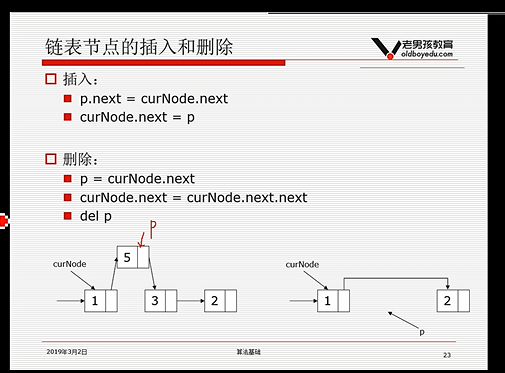 链表节点的插入和删除
老男孩教育
oldboyedu.com
插入：
p.next = curNode.next
curNode.next = p
删除：
p = curNode.next
curNode.next = curNode.next.next
del p
p
5
curNode
1
3
2
curNode
1
2
p
2019年3月2日
算法基础
23